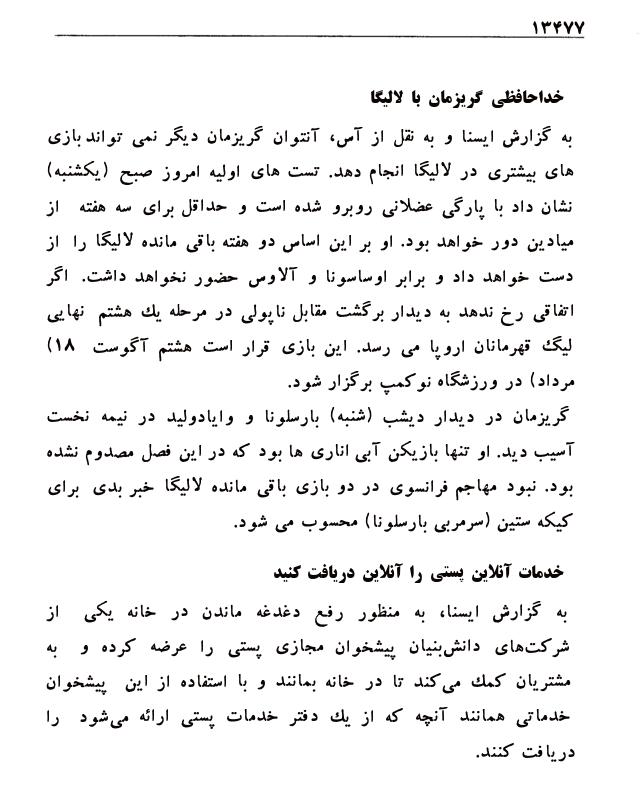 ۱۳۴۷۷
خداحافظی گریزمان با لالیگا
به گزارش ایسنا و به نقل از آس، آنتوان گریزمان دیگر نمی تواند بازی
های بیشتری در لالیگا انجام دهد. تست های اولیه امروز صبح (یکشنبه)
نشان داد با پارگی عضلانی روبرو شده است و حداقل برای سه هفته از
میادین دور خواهد بود. او بر این اساس دو هفته باقی مانده لالیگا را از
دست خواهد داد و برابر اوساسونا و آلاوس حضور نخواهد داشت. اگر
اتفاقی رخ ندهد به دیدار برگشت مقابل ناپولی در مرحله یك هشتم نهایی
لیگ قهرمانان اروپا می رسد. این بازی قرار است هشتم آگوست ۱۸)
مرداد) در ورزشگاه نوکمپ برگزار شود.
گریزمان در دیدار دیشب (شنبه) بارسلونا و وایادولید در نیمه نخست
آسیب دید. او تنها بازیکن آبی اناری ها بود که در این فصل مصدوم نشده
بود. نبود مهاجم فرانسوی در دو بازی باقی مانده لالیگا خبر بدی برای
کیکه ستین (سرمربی بارسلونا) محسوب می شود.
خدمات آنلاین پستی را آنلاین دریافت کنید
به گزارش ایسنا، به منظور رفع دغدغه ماندن در خانه یکی از
شرکت‌های دانش‌بنیان پیشخوان مجازی پستی را عرضه کرده و به
مشتریان کمك می‌کند تا در خانه بمانند و با استفاده از این پیشخوان
خدماتی همانند آنچه که از یك دفتر خدمات پستی ارائه می‌شود را
دریافت کنند.